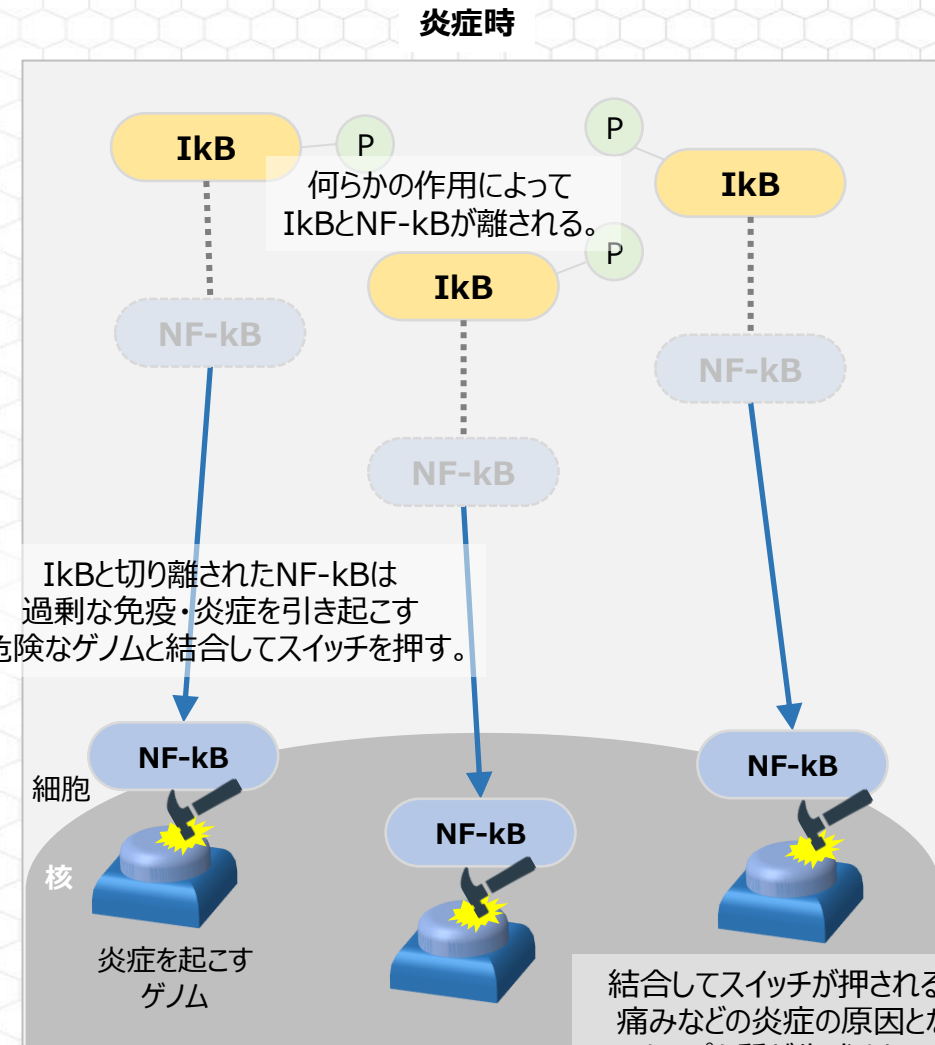 炎症時
IkB
P
P
IkB
何らかの作用によって
IkBとNF-kBが離される。
P
IkB
NF-kB
NF-kB
NF-kB
IkBと切り離されたNF-kBは
過剰な免疫・炎症を引き起こす
危険なゲノムと結合してスイッチを押す。
NF-kB
NF-kB
細胞
NF-kB
核
炎症を起こす
ゲノム
結合してスイッチが押される
痛みなどの炎症の原因とな